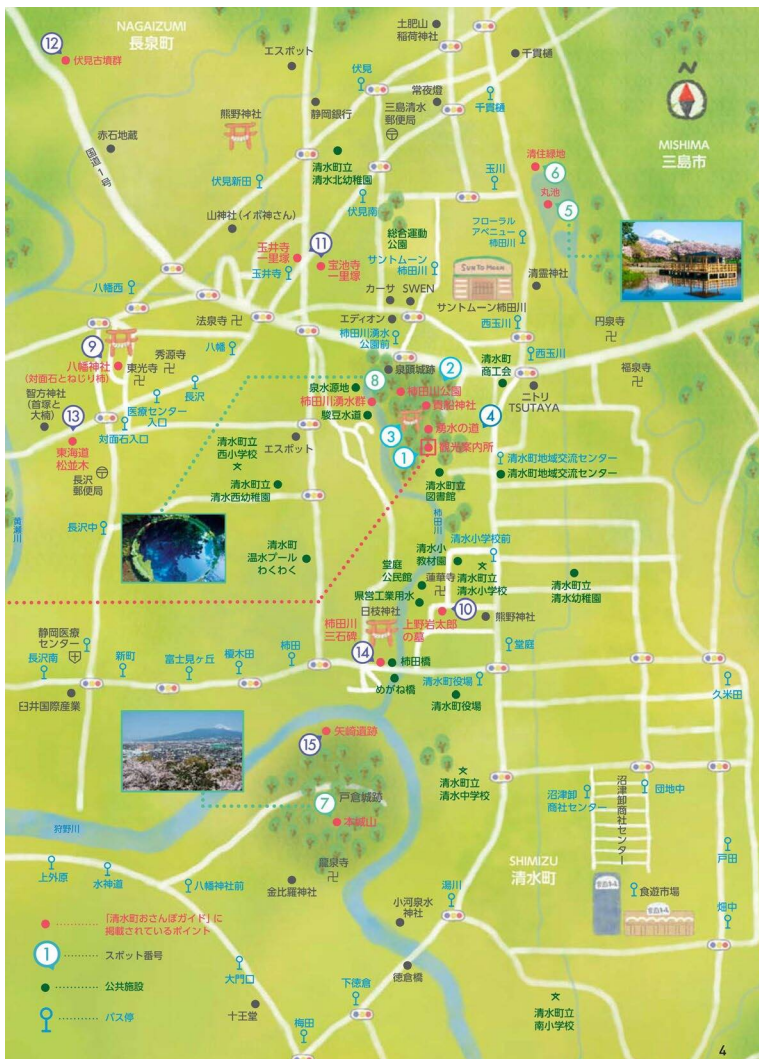 NAGAIZUMI
長泉町
土肥山
稲荷神社
12
伏見古墳群
エスポット
伏見
千貫樋
静岡銀行
常夜燈
千貫樋
熊野神社
三島清水
郵便局
N
MISHIMA
三島市
赤石地蔵
国道1号
清水町立
清水北幼稚園
清住緑地
6
伏見新田
玉川
丸池
5
伏見南
山神社(イボ神さん)
フローラル
アベニュー
柿田川
総合運動
公園
11
玉井寺
一里塚
宝池寺
一里塚
玉井寺
サントムーン
柿田川
SUNTO MOON
サントムーン柿田川
清霊神社
八幡西
カーサ
SWEN
エディオン
法泉寺
柿田川湧水
公園前
西玉川
円泉寺
9
八幡
八幡神社
(対面石とねじり柿)
東光寺
秀源寺
泉頭城跡
2
清水町
商工会
西玉川
福泉寺
泉水源地
8
柿田川公園
智方神社
(首塚と
大楠)
長沢
柿田川湧水群
貴船神社
ニトリ
TSUTAYA
13
医療センター
入口
駿豆水道
4
対面石入口
湧水の道
東海道
松並木
エスポット
3
1
観光案内所
清水町立
西小学校
清水町地域交流センター
清水町地域交流センター
長沢
郵便局
清水町立
清水西幼稚園
清水町立
図書館
黄瀬川
長沢中
柿田川
清水小学校前
清水町
温水プール
わくわく
清水小
教材園
堂庭
公民館
蓮華寺
清水町立
清水小学校
清水町立
清水幼稚園
県営工業用水
日枝神社
10
柿田川
三石碑
上野岩太郎
の墓
熊野神社
静岡医療
センター
堂庭
長沢南
新町
富士見ヶ丘
榎木田
柿田
14
柿田橋
めがね橋
清水町役場
清水町役場
久米田
臼井国際産業
矢崎遺跡
15
清水町立
清水中学校
沼津卸
商社センター
団地中
沼津卸商社センター
戸倉城跡
7
本城山
狩野川
SHIMIZU
清水町
戸田
龍泉寺
上外原
水神道
八幡神社前
金比羅神社
湯川
食遊市場
畑中
小河泉水
神社
「清水町おさんぽガイド」に
掲載されているポイント
1
スポット番号
大門口
下徳倉
徳倉橋
公共施設
十王堂
清水町立
南小学校
バス停
梅田
4